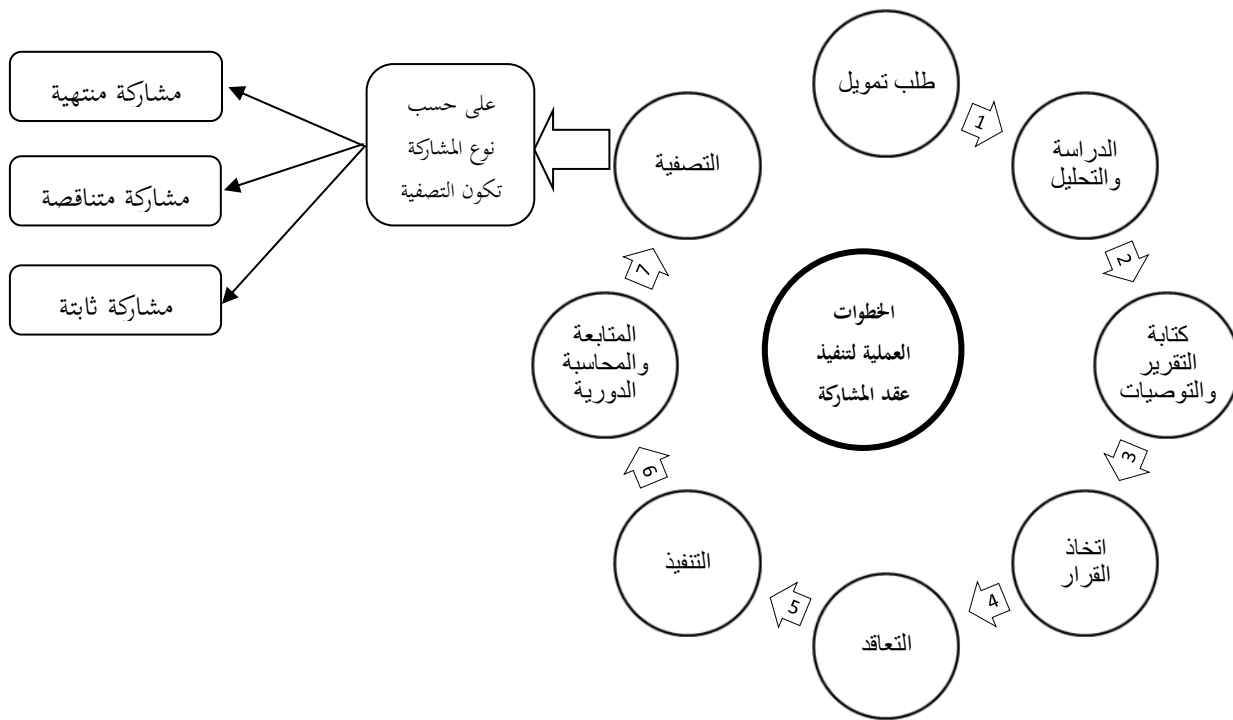 طلب تمويل
1
الدراسة
والتحليل
2
كتابة
التقرير
والتوصيات
3
اتخاذ
القرار
4
التعاقد
5
التنفيذ
6
المتابعة
والمحاسبة
الدورية
7
التصفية
الخطوات
العملية لتنفيذ
عقد المشاركة
على حسب
نوع المشاركة
تكون التصفية
مشاركة منتهية
مشاركة متناقصة
مشاركة ثابتة